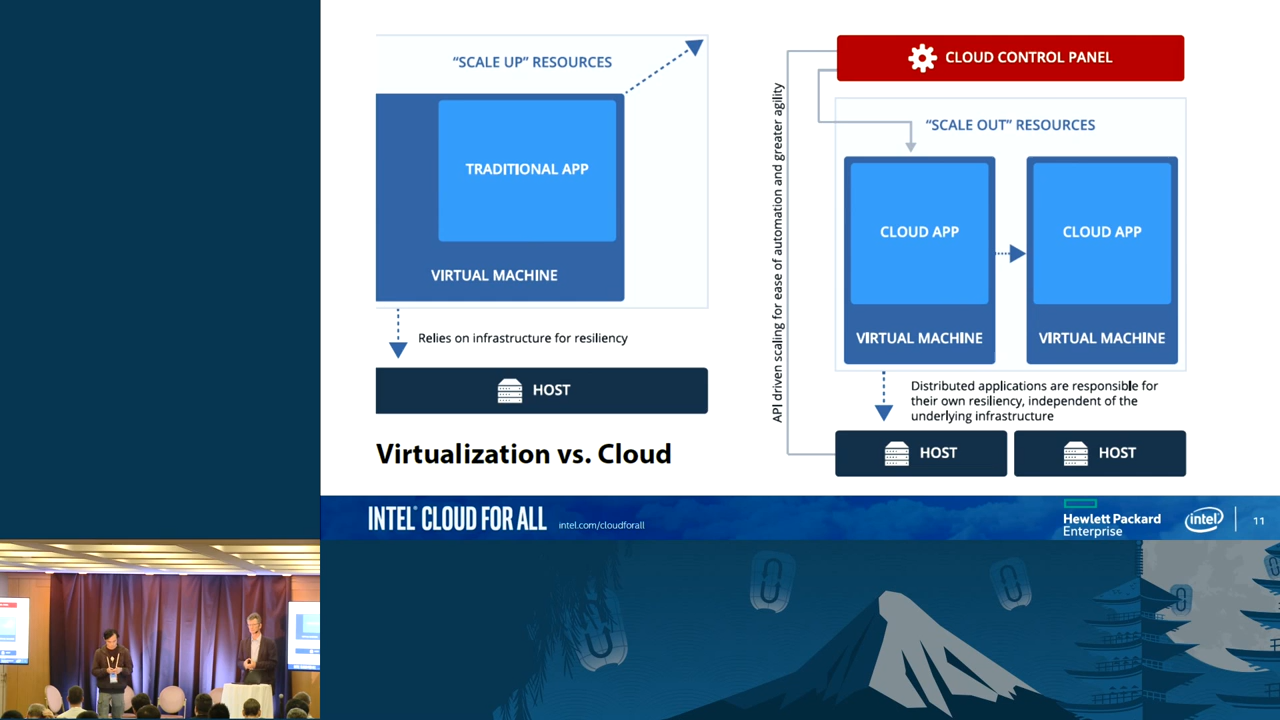 “SCALE UP” RESOURCES
TRADITIONAL APP
VIRTUAL MACHINE
Relies on infrastructure for resiliency
HOST
Virtualization vs. Cloud
CLOUD CONTROL PANEL
API driven scaling for ease of automation and greater agility
“SCALE OUT” RESOURCES
CLOUD APP
CLOUD APP
VIRTUAL MACHINE
VIRTUAL MACHINE
Distributed applications are responsible for
their own resiliency, independent of the
underlying infrastructure
HOST
HOST
INTEL® CLOUD FOR ALL
intel.com/cloudforall
Hewlett Packard
Enterprise
intel
11